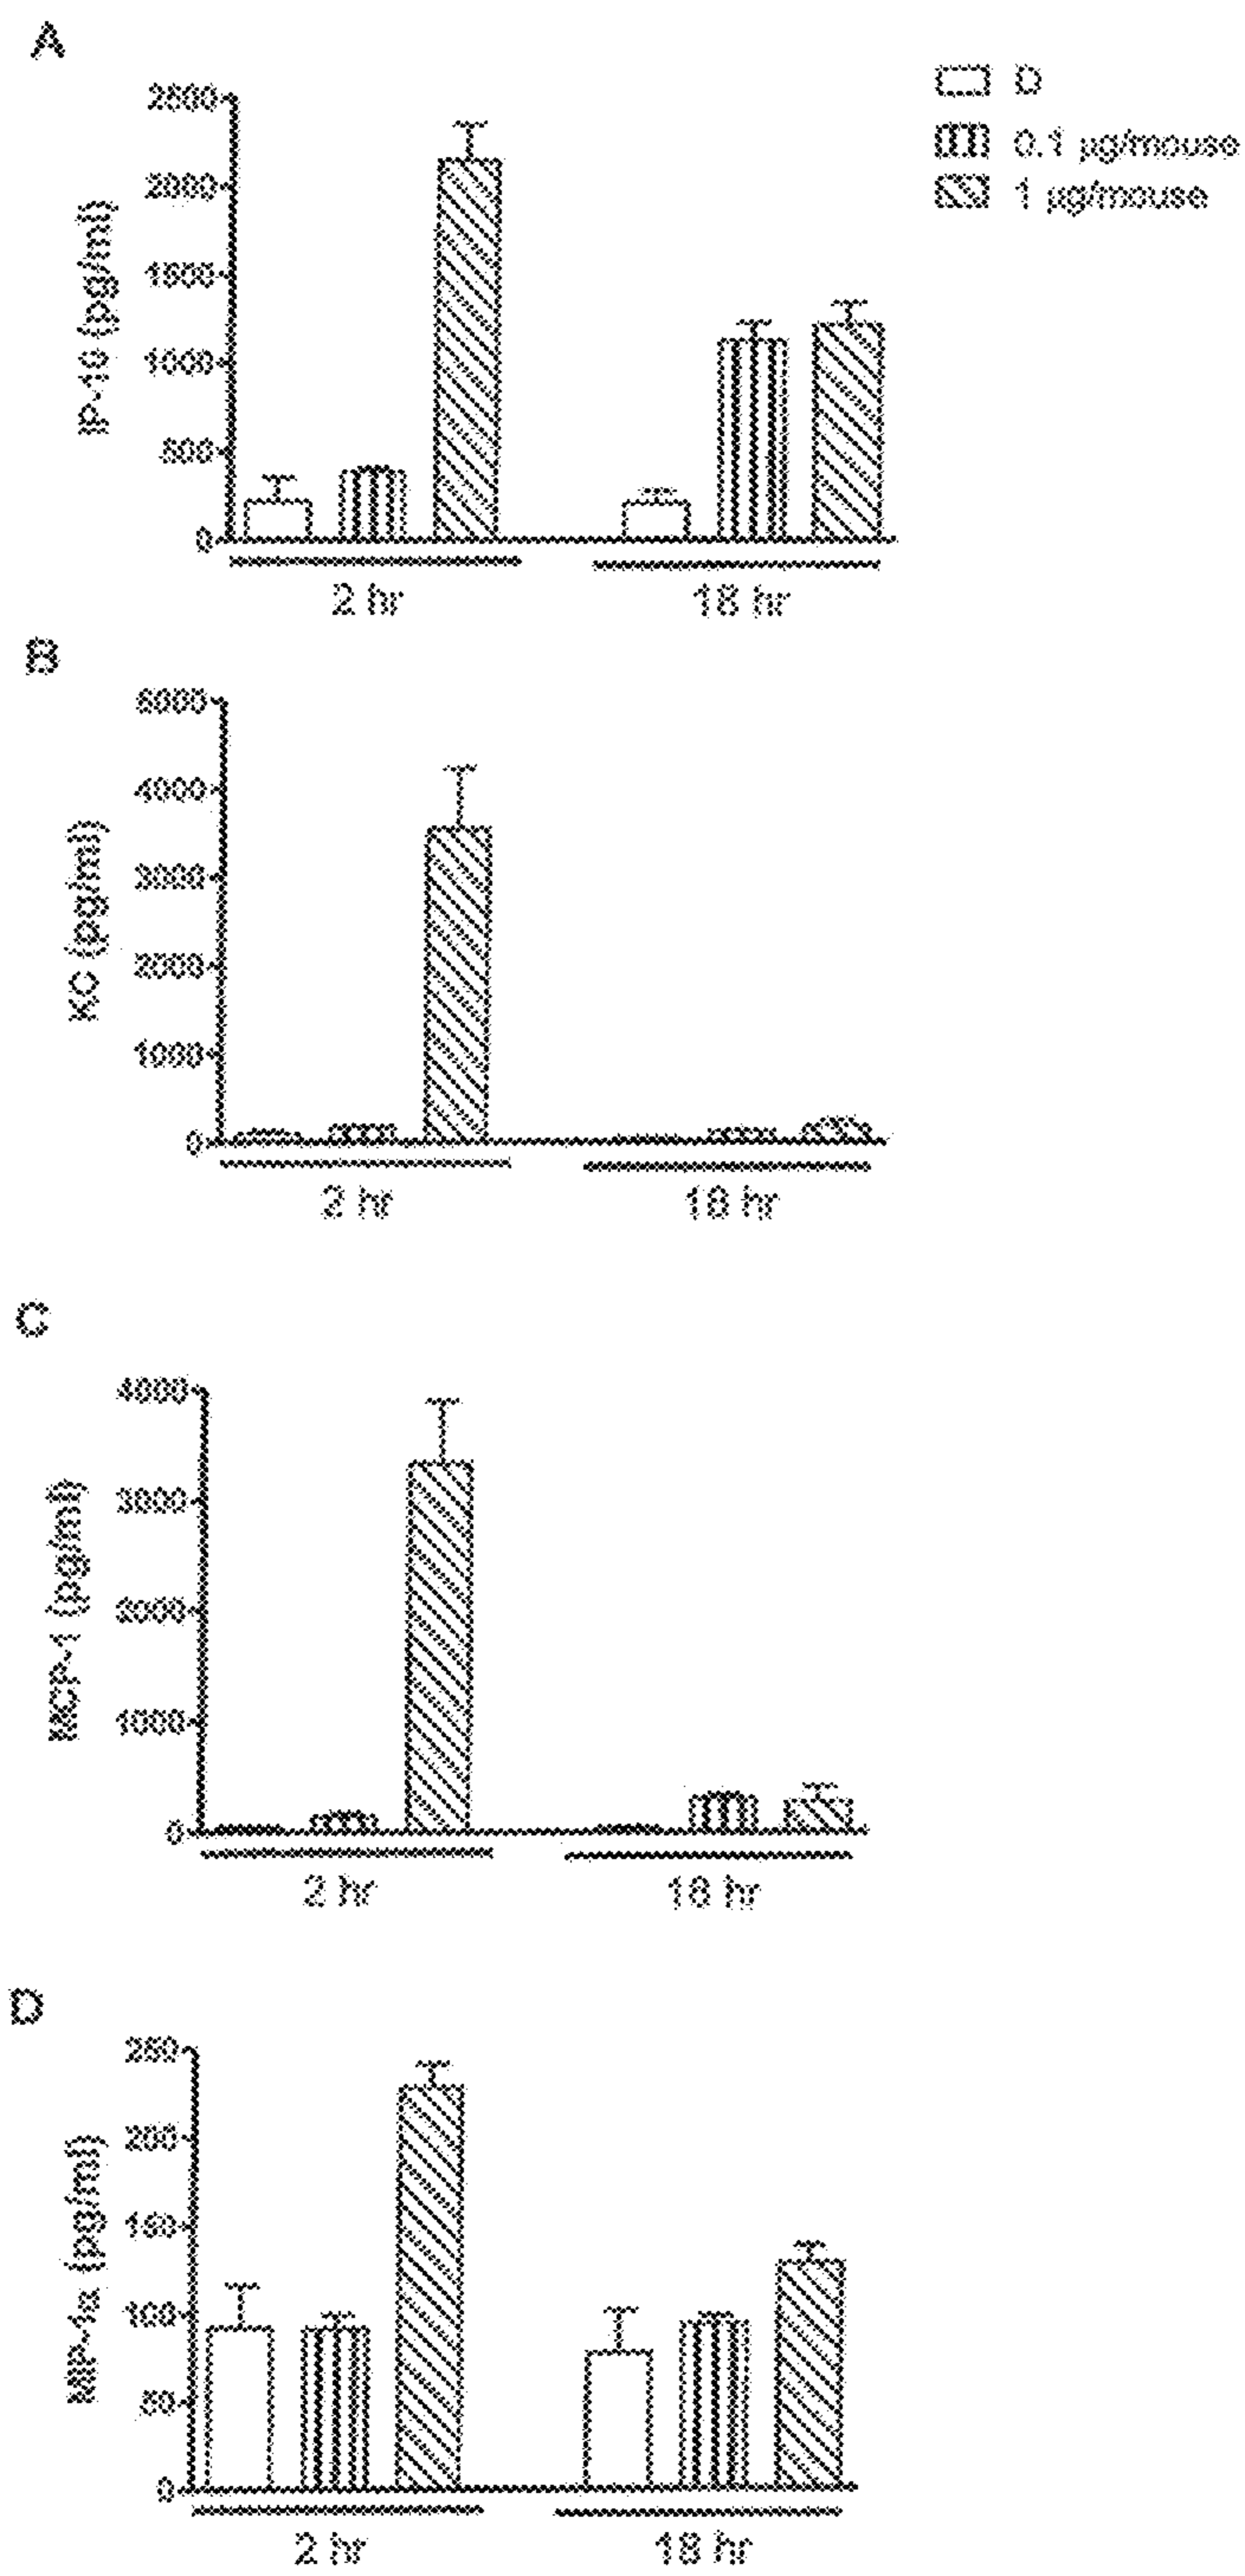 A
D
0.1 µg/mouse
1 µg/mouse
IP-10 (pg/ml)
2500
2000
1500
1000
500
0
2 hr
18 hr
B
KC (pg/ml)
5000
4000
3000
2000
1000
0
2 hr
18 hr
C
MCP-1 (pg/ml)
4000
3000
2000
1000
0
2 hr
18 hr
D
MIP-1α (pg/ml)
250
200
150
100
50
0
2 hr
18 hr